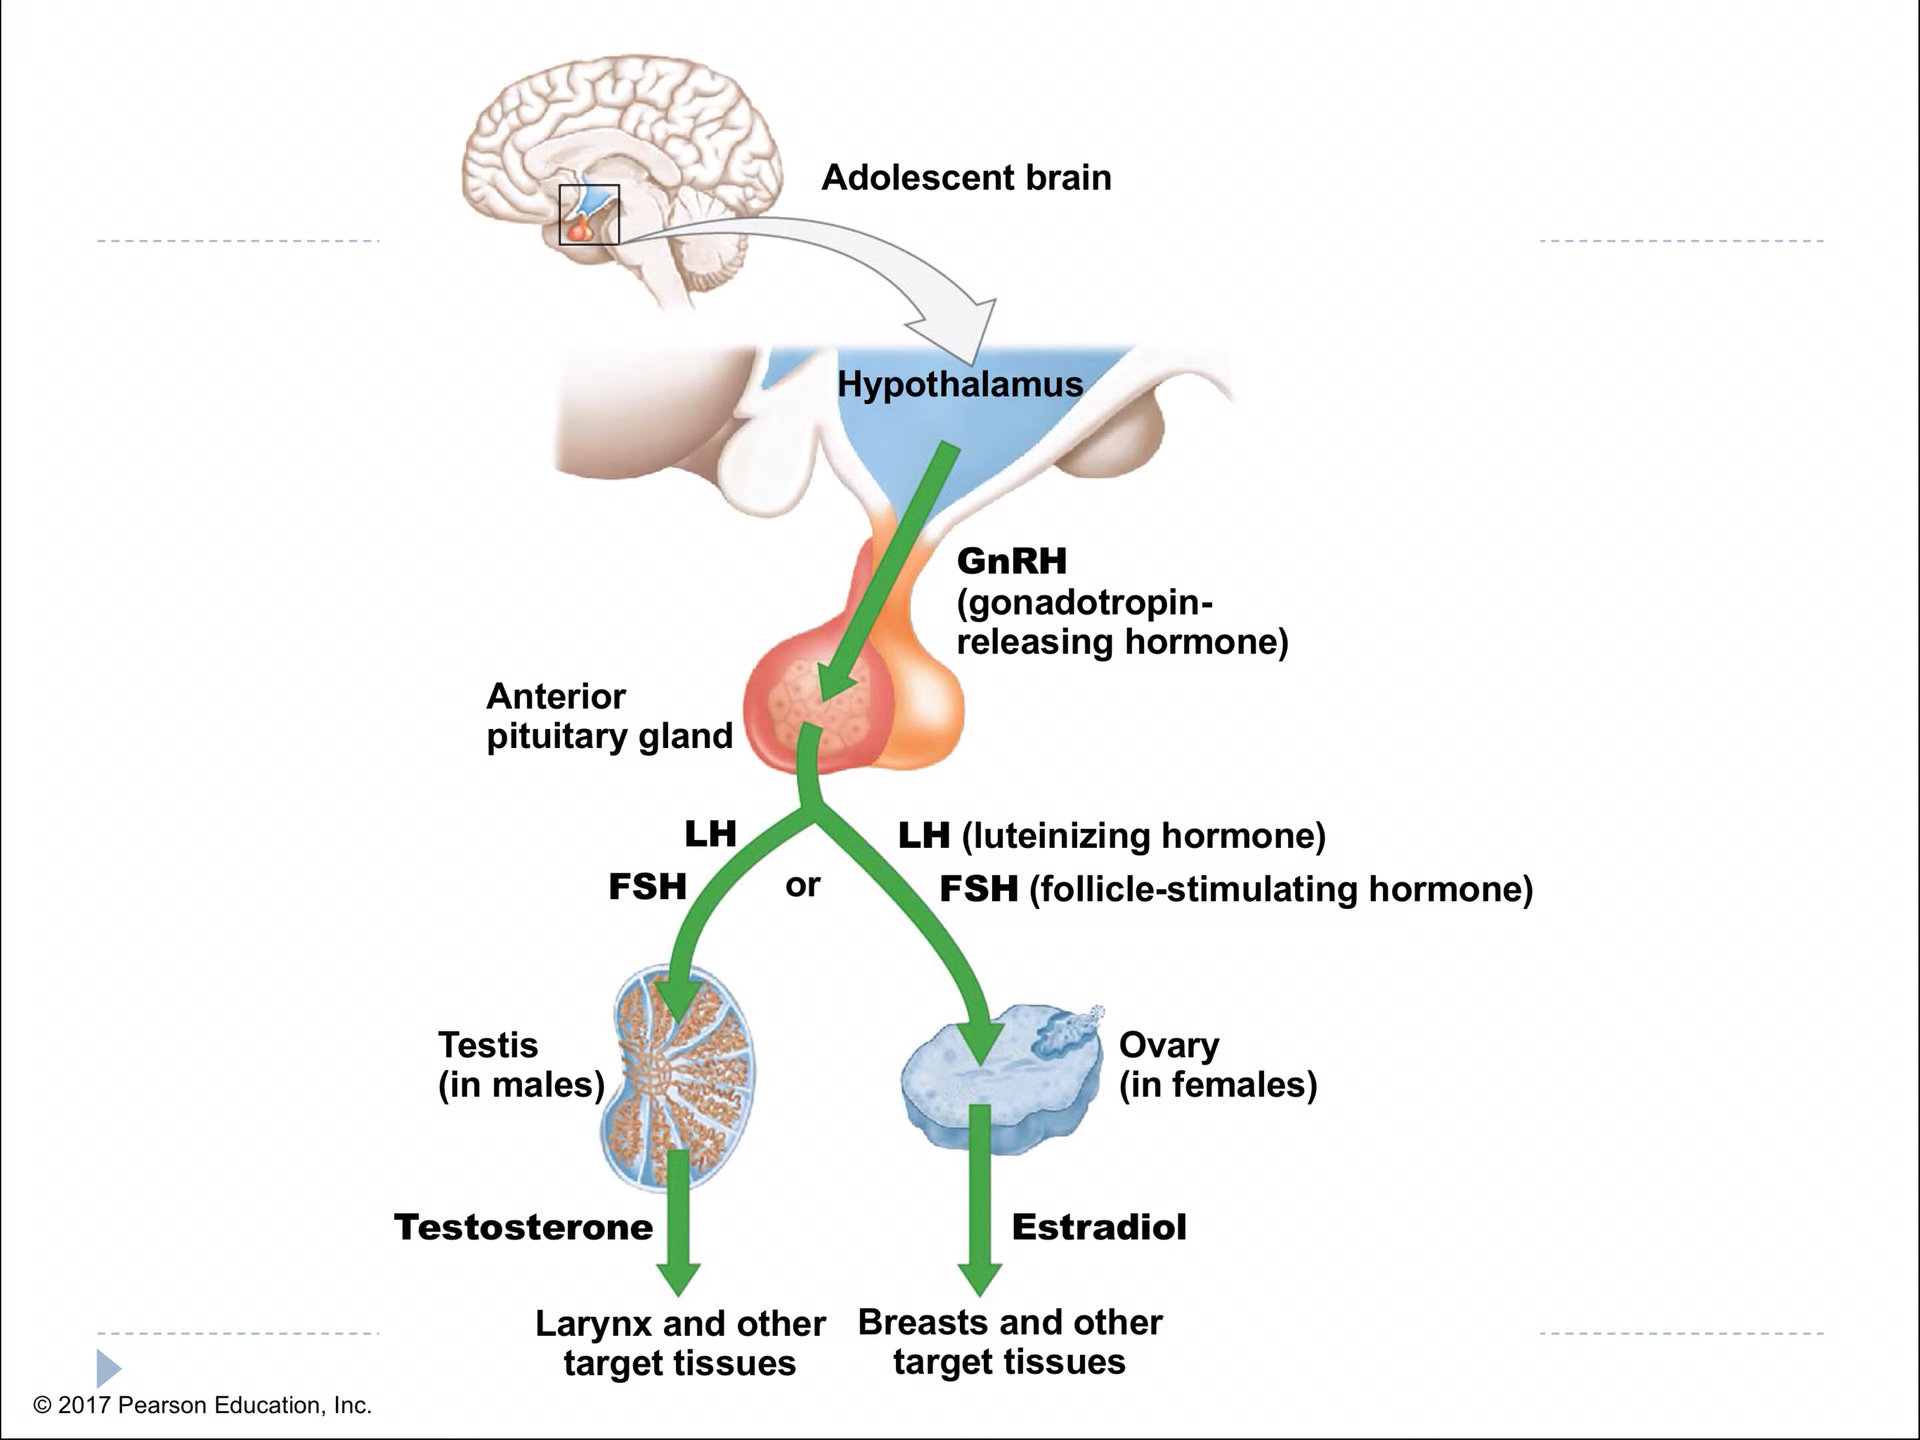 Adolescent brain
Hypothalamus
GnRH
(gonadotropin-
releasing hormone)
Anterior
pituitary gland
LH
LH (luteinizing hormone)
FSH
or
FSH (follicle-stimulating hormone)
Testis
(in males)
Ovary
(in females)
Testosterone
Estradiol
Larynx and other
target tissues
Breasts and other
target tissues
© 2017 Pearson Education, Inc.